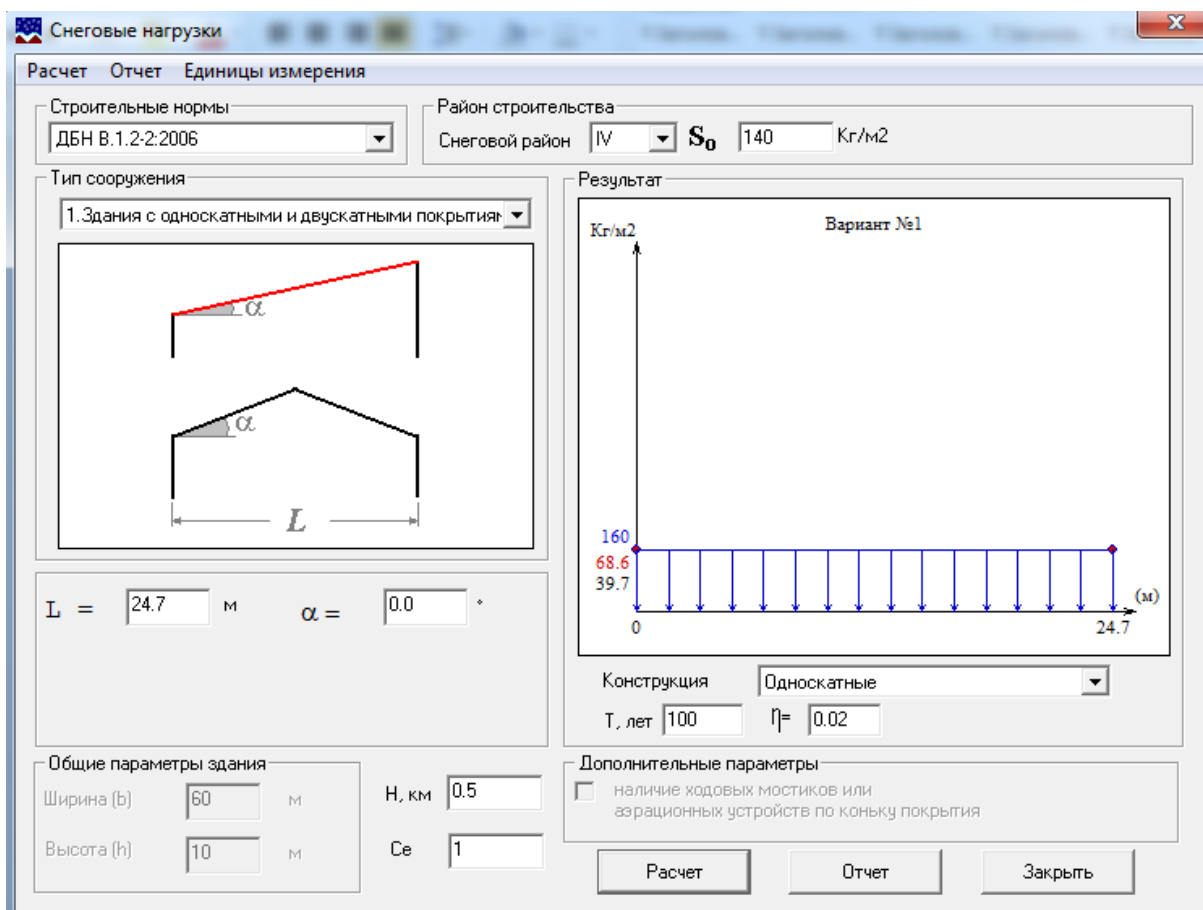 Снеговые нагрузки
Расчет Отчет Единицы измерения
Строительные нормы
ДБН В.1.2-2:2006
Район строительства
Снеговой район IV S0 140 Кг/м2
Тип сооружения
1.Здания с односкатными и двускатными покрытиям
α
α
L
L = 24.7 м α = 0.0 °
Результат
Кг/м2
Вариант №1
160
68.6
39.7
(м)
0 24.7
Конструкция Односкатные
Т, лет 100 η= 0.02
Общие параметры здания
Ширина (b) 60 м
Высота (h) 10 м
Н, км 0.5
Ce 1
Дополнительные параметры
наличие ходовых мостиков или
аэрационных устройств по коньку покрытия
Расчет Отчет Закрыть